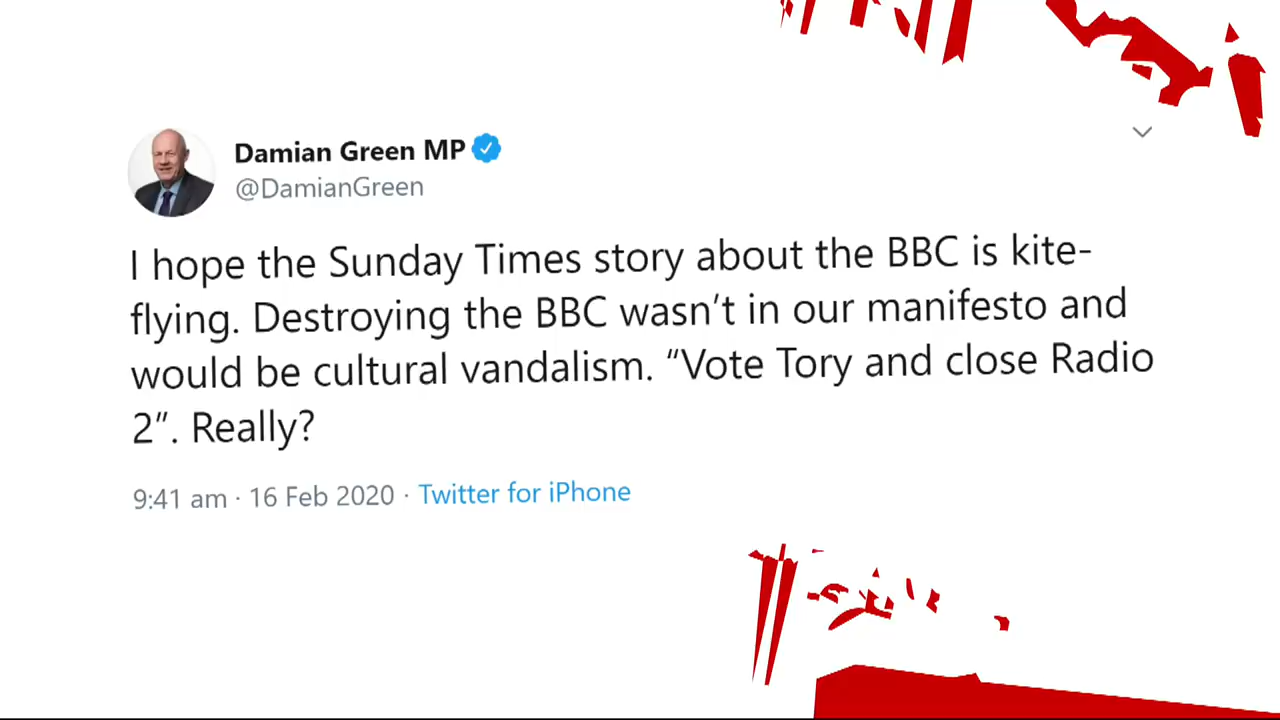 Damian Green MP
@DamianGreen
I hope the Sunday Times story about the BBC is kite-
flying. Destroying the BBC wasn’t in our manifesto and
would be cultural vandalism. “Vote Tory and close Radio
2”. Really?
9:41 am · 16 Feb 2020 · Twitter for iPhone